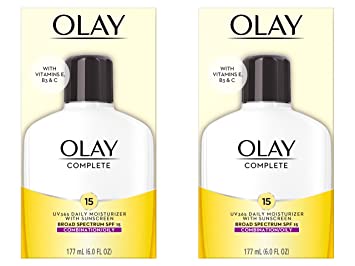 OLAY
WITH
VITAMINS E,
B3 & C
OLAY
COMPLETE
15
UV365 DAILY MOISTURIZER
WITH SUNSCREEN
BROAD SPECTRUM SPF 15
COMBINATION/OILY
177 mL (6.0 FL OZ)
OLAY
WITH
VITAMINS E,
B3 & C
OLAY
COMPLETE
15
UV365 DAILY MOISTURIZER
WITH SUNSCREEN
BROAD SPECTRUM SPF 15
COMBINATION/OILY
177 mL (6.0 FL OZ)